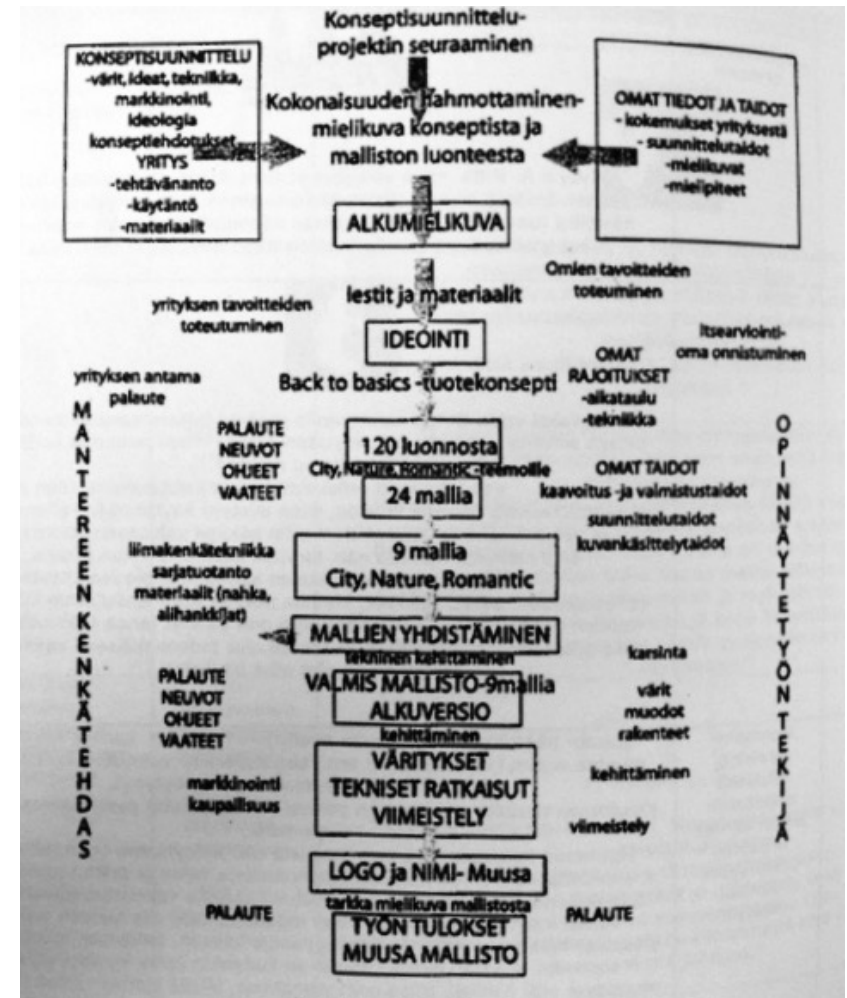 Konseptisuunnittelu-
projektin seuraaminen
KONSEPTISUUNNITTELU
-värit, ideat, tekniikka,
markkinointi,
ideologia
konseptiehdotukset
YRITYS
-tehtävänanto
-käytäntö
-materiaalit
Kokonaisuuden hahmottaminen-
mielikuva konseptista ja
malliston luonteesta
OMAT TIEDOT JA TAIDOT
- kokemukset yrityksestä
- suunnittelutaidot
-mielikuvat
-mielipiteet
ALKUMIELIKUVA
lestit ja materiaalit
yrityksen tavoitteiden
toteutuminen
Omien tavoitteiden
toteuminen
IDEOINTI
Itsearviointi-
oma onnistuminen
yrityksen antama
palaute
Back to basics -tuotekonsepti
OMAT
RAJOITUKSET
-aikataulu
-tekniikka
MANTEREEN KENKÄTEHDAS
PALAUTE
NEUVOT
OHJEET
VAATEET
120 luonnosta
City, Nature, Romantic -teemoille
24 mallia
OMAT TAIDOT
kaavoitus -ja valmistustaidot
suunnittelutaidot
kuvankäsittelytaidot
OPINNÄYTETYÖN TEKIJÄ
liimakenkätekniikka
sarjatuotanto
materiaalit (nahka,
alihankkijat)
9 mallia
City, Nature, Romantic
MALLIEN YHDISTÄMINEN
tekninen kehittäminen
karsinta
PALAUTE
NEUVOT
OHJEET
VAATEET
VALMIS MALLISTO-9mallia
ALKUVERSIO
kehittäminen
värit
muodot
rakenteet
markkinointi
kaupallisuus
VÄRITYKSET
TEKNISET RATKAISUT
VIIMEISTELY
kehittäminen
viimeistely
LOGO ja NIMI- Muusa
tarkka mielikuva mallistosta
PALAUTE
TYÖN TULOKSET
MUUSA MALLISTO
PALAUTE